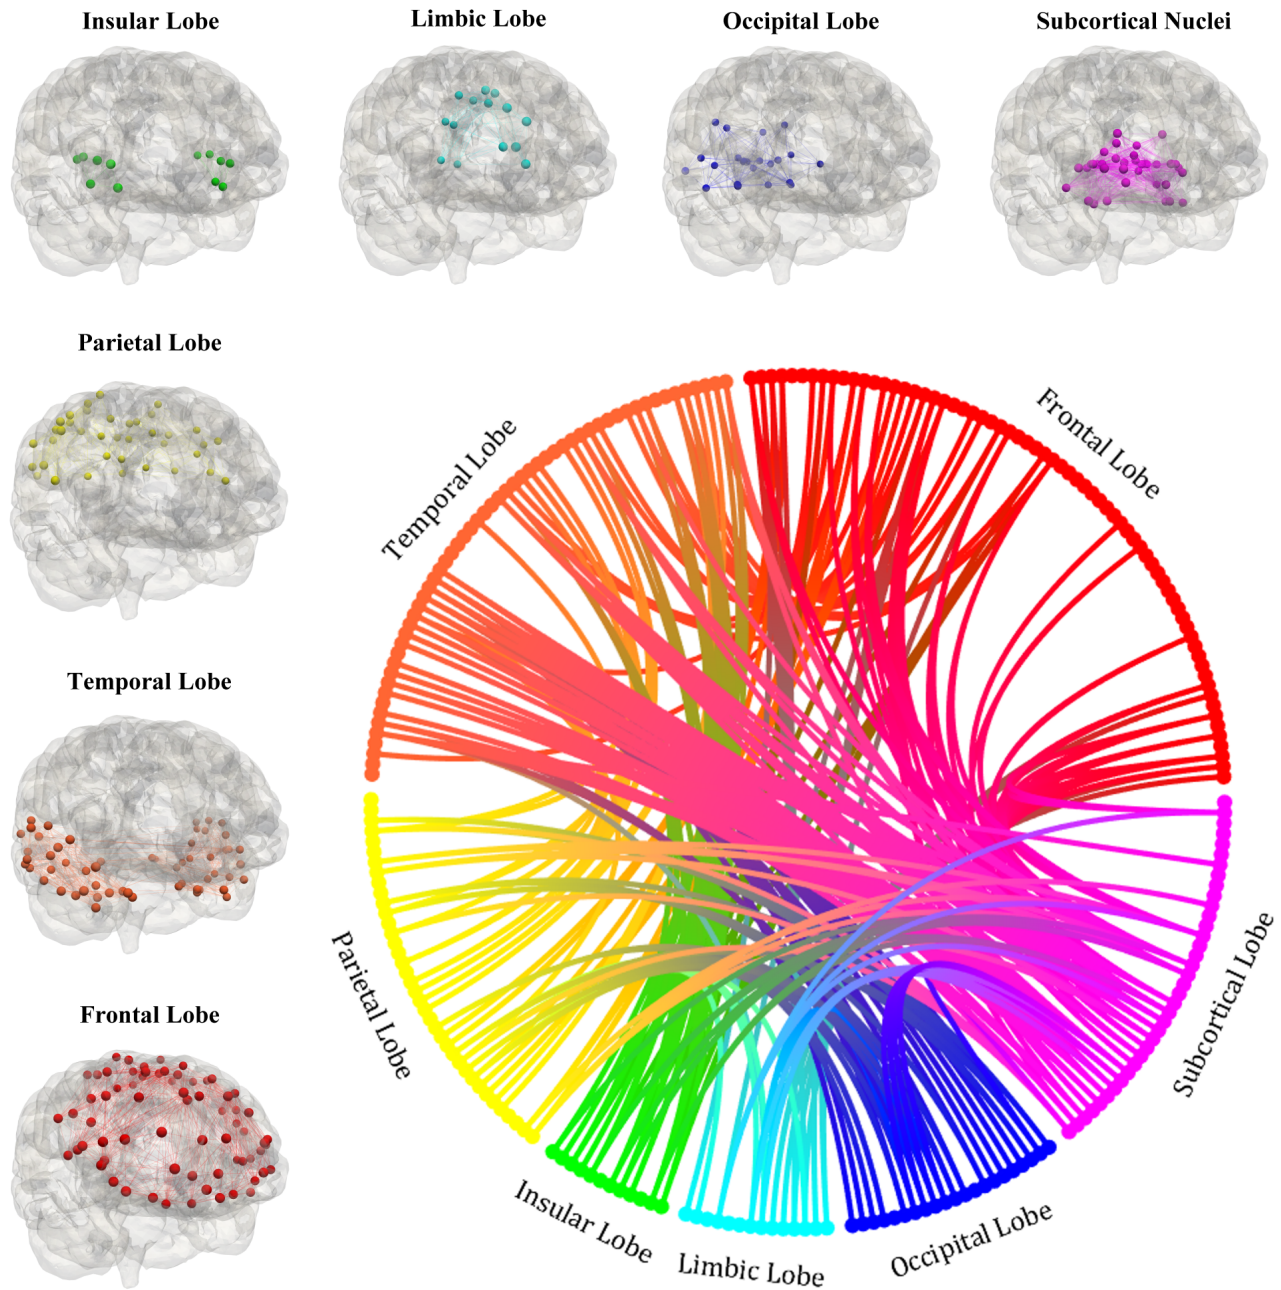 Insular Lobe
Limbic Lobe
Occipital Lobe
Subcortical Nuclei
Parietal Lobe
Temporal Lobe
Frontal Lobe
Temporal Lobe
Frontal Lobe
Parietal Lobe
Subcortical Lobe
Insular Lobe
Limbic Lobe
Occipital Lobe